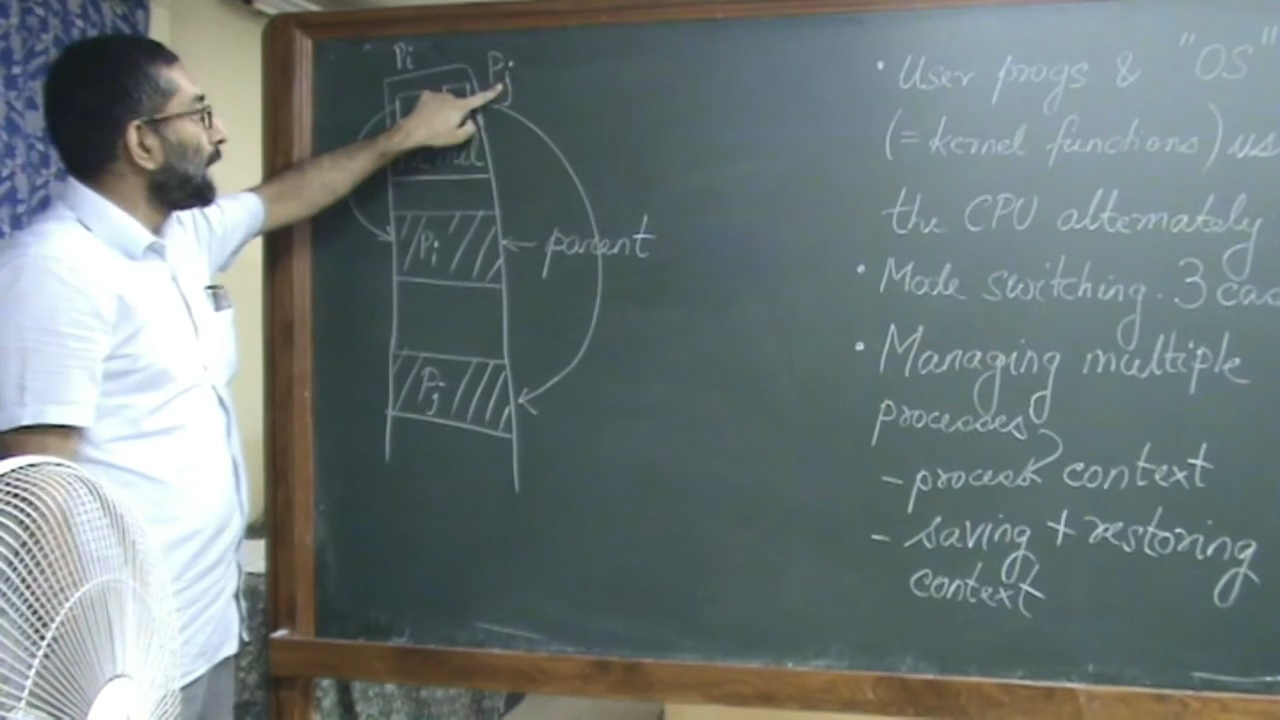 Pi
Pj
Pi
parent
Pj
• User progs & "OS"
(= kernel functions) us
the CPU alternately
• Mode switching. 3 cas
• Managing multiple
processes?
- process context
- saving + restoring
context